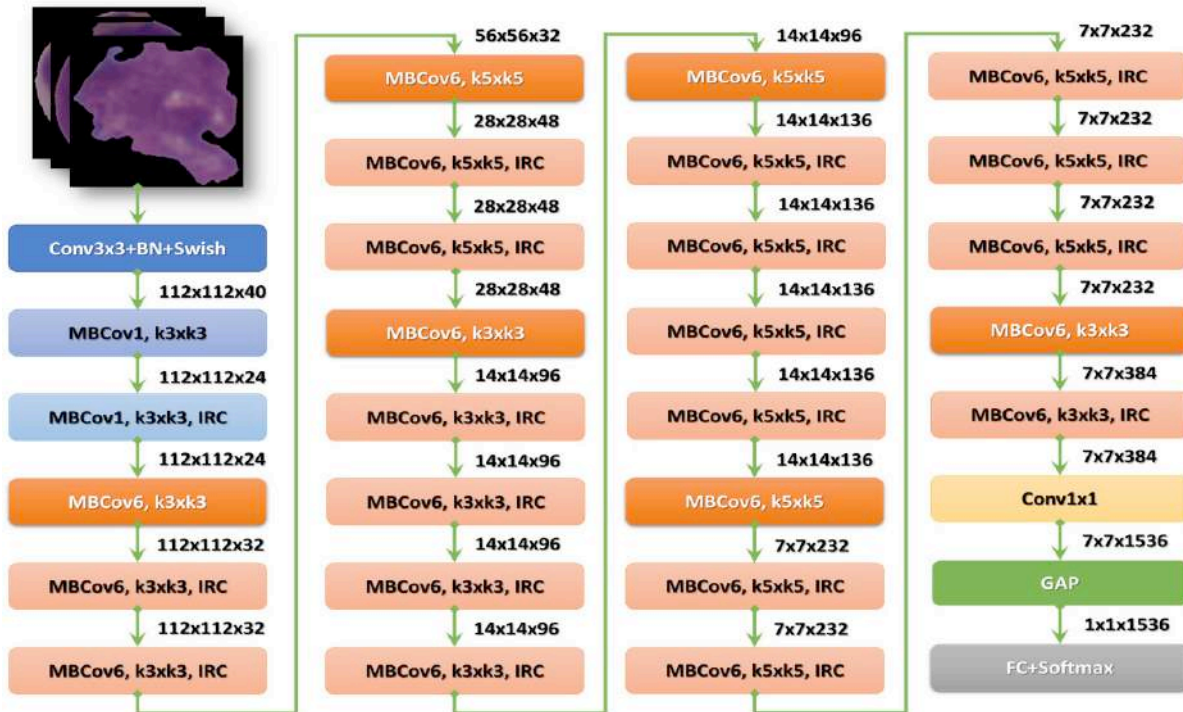 Conv3x3+BN+Swish
112x112x40
MBCov1, k3xk3
112x112x24
MBCov1, k3xk3, IRC
112x112x24
MBCov6, k3xk3
112x112x32
MBCov6, k3xk3, IRC
112x112x32
MBCov6, k3xk3, IRC
56x56x32
MBCov6, k5xk5
28x28x48
MBCov6, k5xk5, IRC
28x28x48
MBCov6, k5xk5, IRC
28x28x48
MBCov6, k3xk3
14x14x96
MBCov6, k3xk3, IRC
14x14x96
MBCov6, k3xk3, IRC
14x14x96
MBCov6, k3xk3, IRC
14x14x96
MBCov6, k3xk3, IRC
14x14x96
MBCov6, k5xk5
14x14x136
MBCov6, k5xk5, IRC
14x14x136
MBCov6, k5xk5, IRC
14x14x136
MBCov6, k5xk5, IRC
14x14x136
MBCov6, k5xk5, IRC
14x14x136
MBCov6, k5xk5
7x7x232
MBCov6, k5xk5, IRC
7x7x232
MBCov6, k5xk5, IRC
7x7x232
MBCov6, k5xk5, IRC
7x7x232
MBCov6, k5xk5, IRC
7x7x232
MBCov6, k5xk5, IRC
7x7x232
MBCov6, k3xk3
7x7x384
MBCov6, k3xk3, IRC
7x7x384
Conv1x1
7x7x1536
GAP
1x1x1536
FC+Softmax